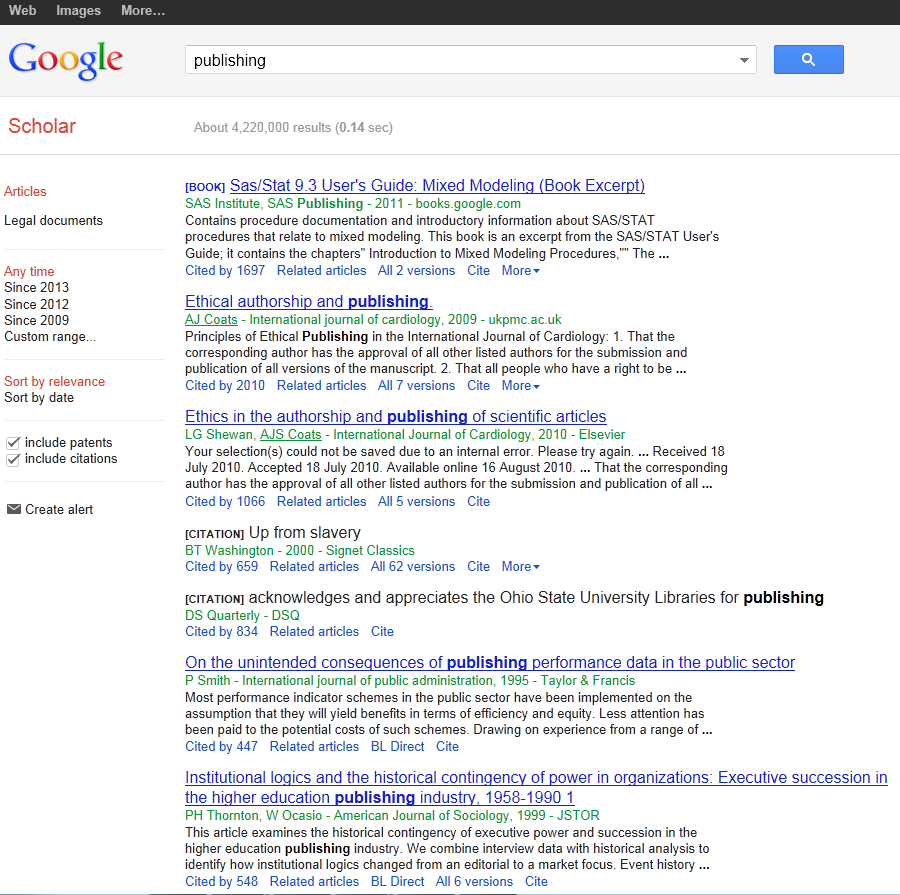 Web Images More...
Google
publishing
Scholar
About 4,220,000 results (0.14 sec)
Articles
Legal documents
Any time
Since 2013
Since 2012
Since 2009
Custom range...
Sort by relevance
Sort by date
include patents
include citations
Create alert
[BOOK] Sas/Stat 9.3 User's Guide: Mixed Modeling (Book Excerpt)
SAS Institute, SAS Publishing - 2011 - books.google.com
Contains procedure documentation and introductory information about SAS/STAT
procedures that relate to mixed modeling. This book is an excerpt from the SAS/STAT User's
Guide; it contains the chapters" Introduction to Mixed Modeling Procedures,"" The ...
Cited by 1697 Related articles All 2 versions Cite More
Ethical authorship and publishing.
AJ Coats - International journal of cardiology, 2009 - ukpmc.ac.uk
Principles of Ethical Publishing in the International Journal of Cardiology: 1. That the
corresponding author has the approval of all other listed authors for the submission and
publication of all versions of the manuscript. 2. That all people who have a right to be ...
Cited by 2010 Related articles All 7 versions Cite More
Ethics in the authorship and publishing of scientific articles
LG Shewan, AJS Coats - International Journal of Cardiology, 2010 - Elsevier
Your selection(s) could not be saved due to an internal error. Please try again. ... Received 18
July 2010. Accepted 18 July 2010. Available online 16 August 2010. ... That the corresponding
author has the approval of all other listed authors for the submission and publication of all ...
Cited by 1066 Related articles All 5 versions Cite
[CITATION] Up from slavery
BT Washington - 2000 - Signet Classics
Cited by 659 Related articles All 62 versions Cite More
[CITATION] acknowledges and appreciates the Ohio State University Libraries for publishing
DS Quarterly - DSQ
Cited by 834 Related articles Cite
On the unintended consequences of publishing performance data in the public sector
P Smith - International journal of public administration, 1995 - Taylor & Francis
Most performance indicator schemes in the public sector have been implemented on the
assumption that they will yield benefits in terms of efficiency and equity. Less attention has
been paid to the potential costs of such schemes. Drawing on experience from a range of ...
Cited by 447 Related articles BL Direct Cite
Institutional logics and the historical contingency of power in organizations: Executive succession in
the higher education publishing industry, 1958-1990 1
PH Thornton, W Ocasio - American Journal of Sociology, 1999 - JSTOR
This article examines the historical contingency of executive power and succession in the
higher education publishing industry. We combine interview data with historical analysis to
identify how institutional logics changed from an editorial to a market focus. Event history ...
Cited by 548 Related articles BL Direct All 6 versions Cite